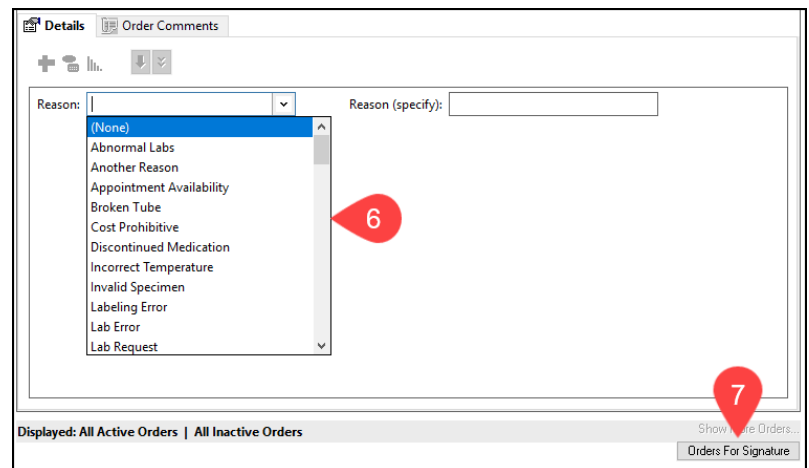 Details Order Comments
Reason: Reason (specify):
(None)
Abnormal Labs
Another Reason
Appointment Availability
Broken Tube
Cost Prohibitive
6
Discontinued Medication
Incorrect Temperature
Invalid Specimen
Labeling Error
Lab Error
Lab Request
7
Displayed: All Active Orders | All Inactive Orders Show Orders...
Orders For Signature